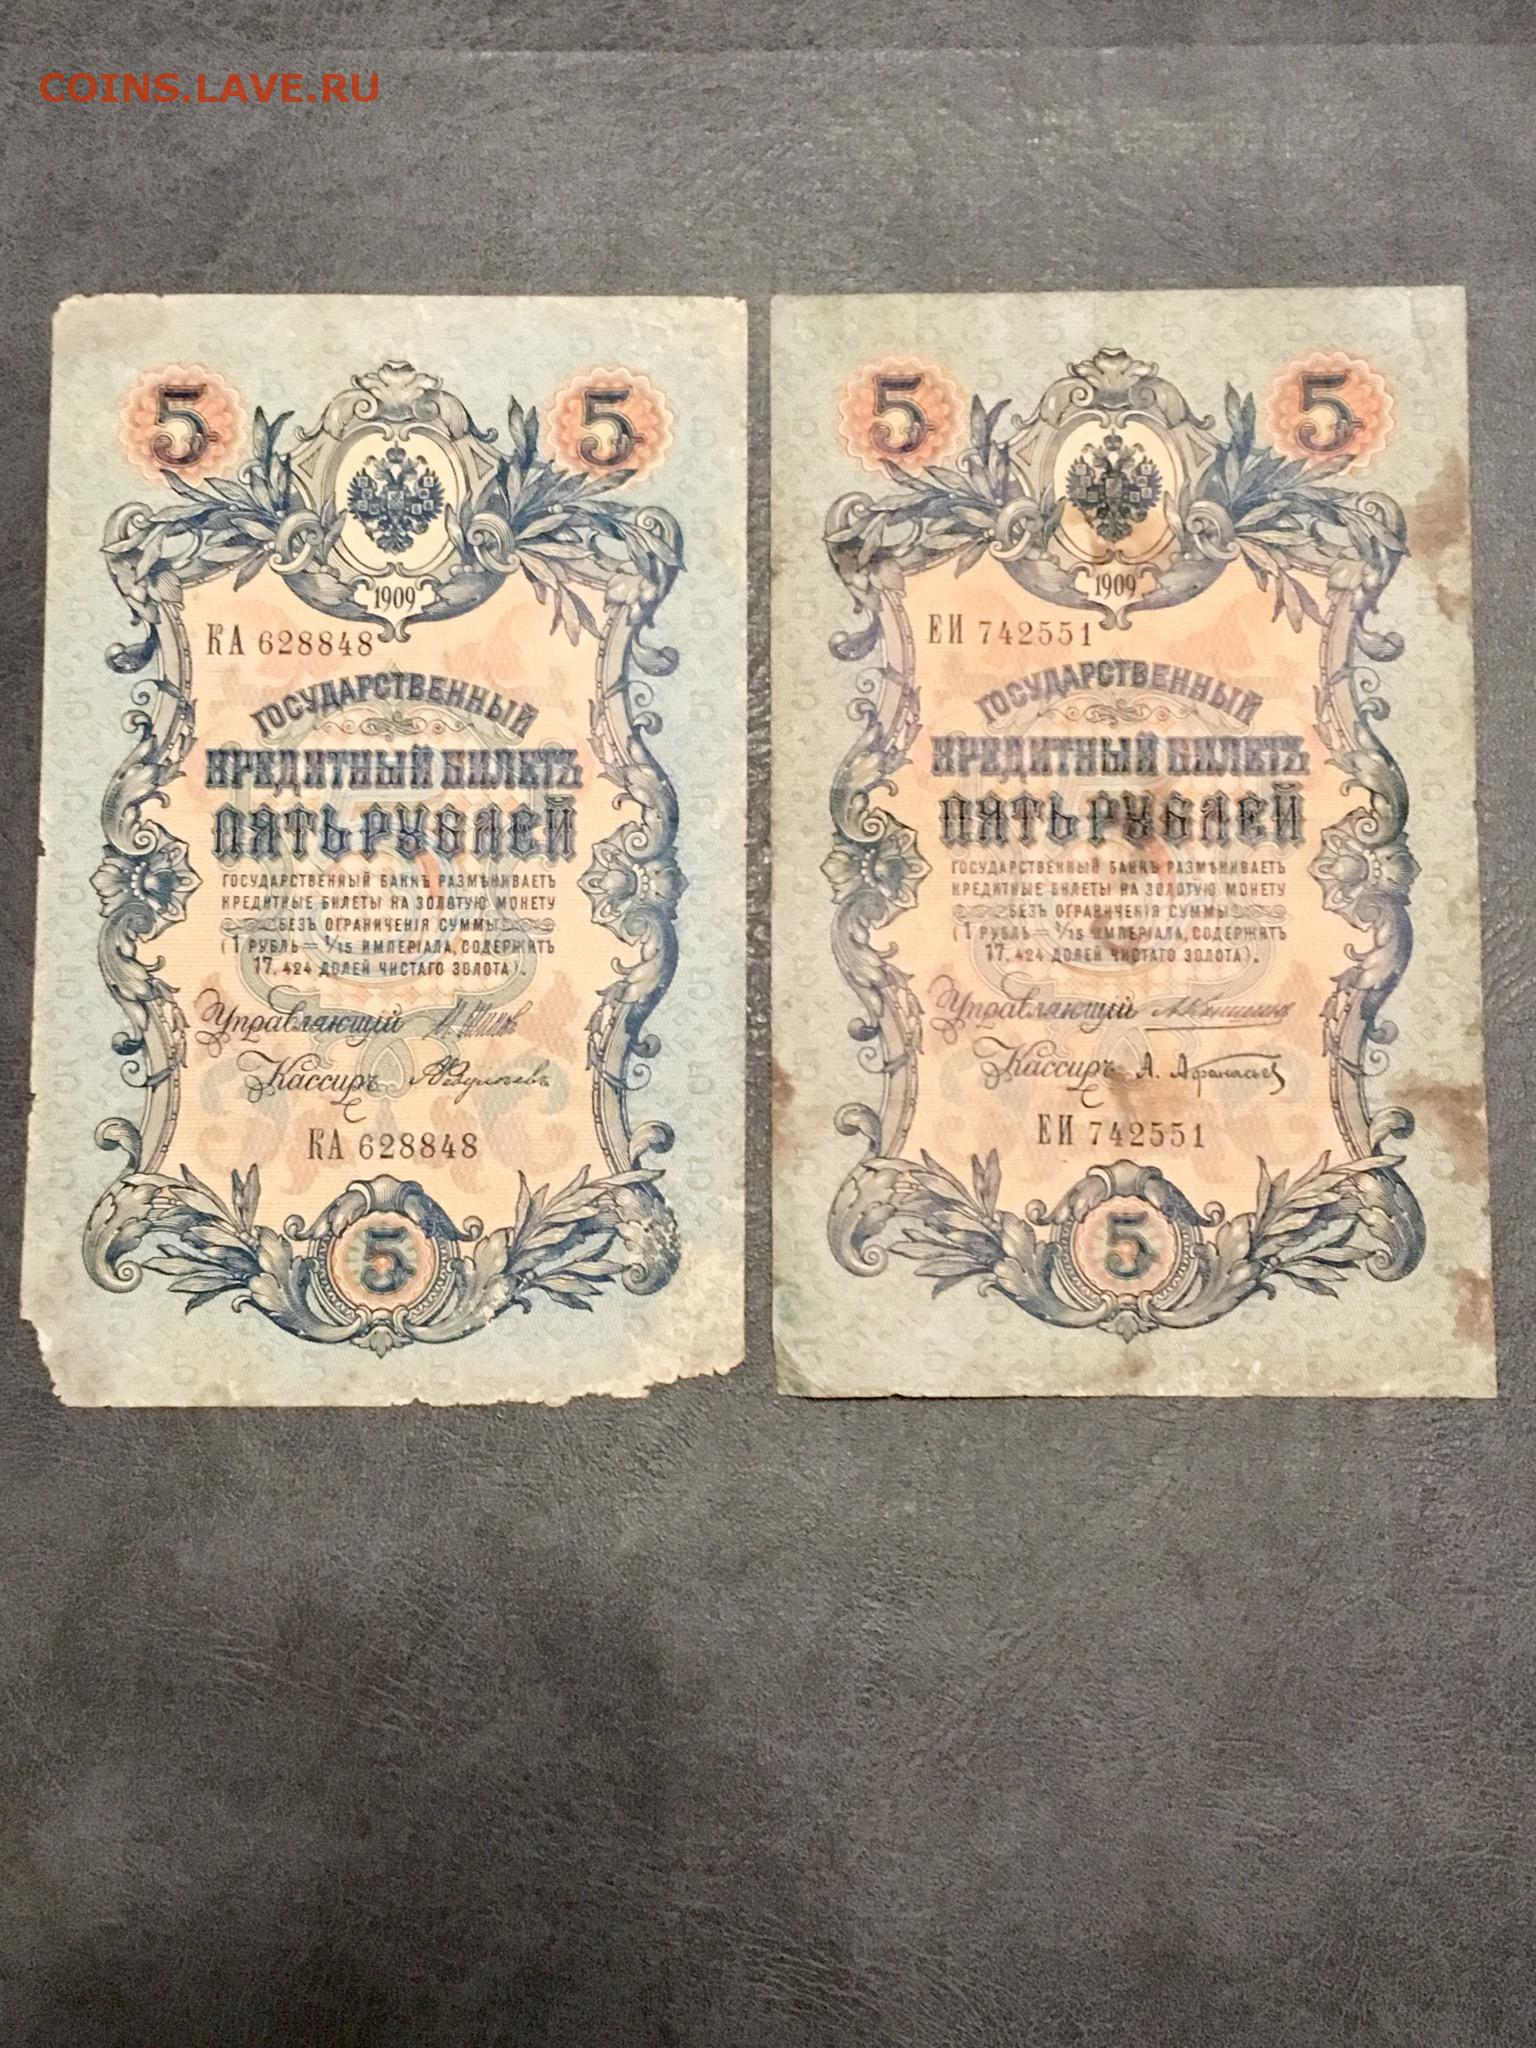 COINS.LAVE.RU
5 5
1909
КА 628848
ГОСУДАРСТВЕННЫЙ
КРЕДИТНЫЙ БИЛЕТЪ
ПЯТЬ РУБЛЕЙ
ГОСУДАРСТВЕННЫЙ БАНКЪ РАЗМѢНИВАЕТЪ
КРЕДИТНЫЕ БИЛЕТЫ НА ЗОЛОТУЮ МОНЕТУ
БЕЗЪ ОГРАНИЧЕНІЯ СУММЫ
(1 РУБЛЬ = 1/15 ИМПЕРІАЛА, СОДЕРЖИТЪ
17, 424 ДОЛЕЙ ЧИСТАГО ЗОЛОТА).
Управляющій
Кассиръ
КА 628848
5
5 5
1909
ЕИ 742551
ГОСУДАРСТВЕННЫЙ
КРЕДИТНЫЙ БИЛЕТЪ
ПЯТЬ РУБЛЕЙ
ГОСУДАРСТВЕННЫЙ БАНКЪ РАЗМѢНИВАЕТЪ
КРЕДИТНЫЕ БИЛЕТЫ НА ЗОЛОТУЮ МОНЕТУ
БЕЗЪ ОГРАНИЧЕНІЯ СУММЫ
(1 РУБЛЬ = 1/15 ИМПЕРІАЛА, СОДЕРЖИТЪ
17, 424 ДОЛЕЙ ЧИСТАГО ЗОЛОТА).
Управляющій
Кассиръ А. Афанасьев
ЕИ 742551
5